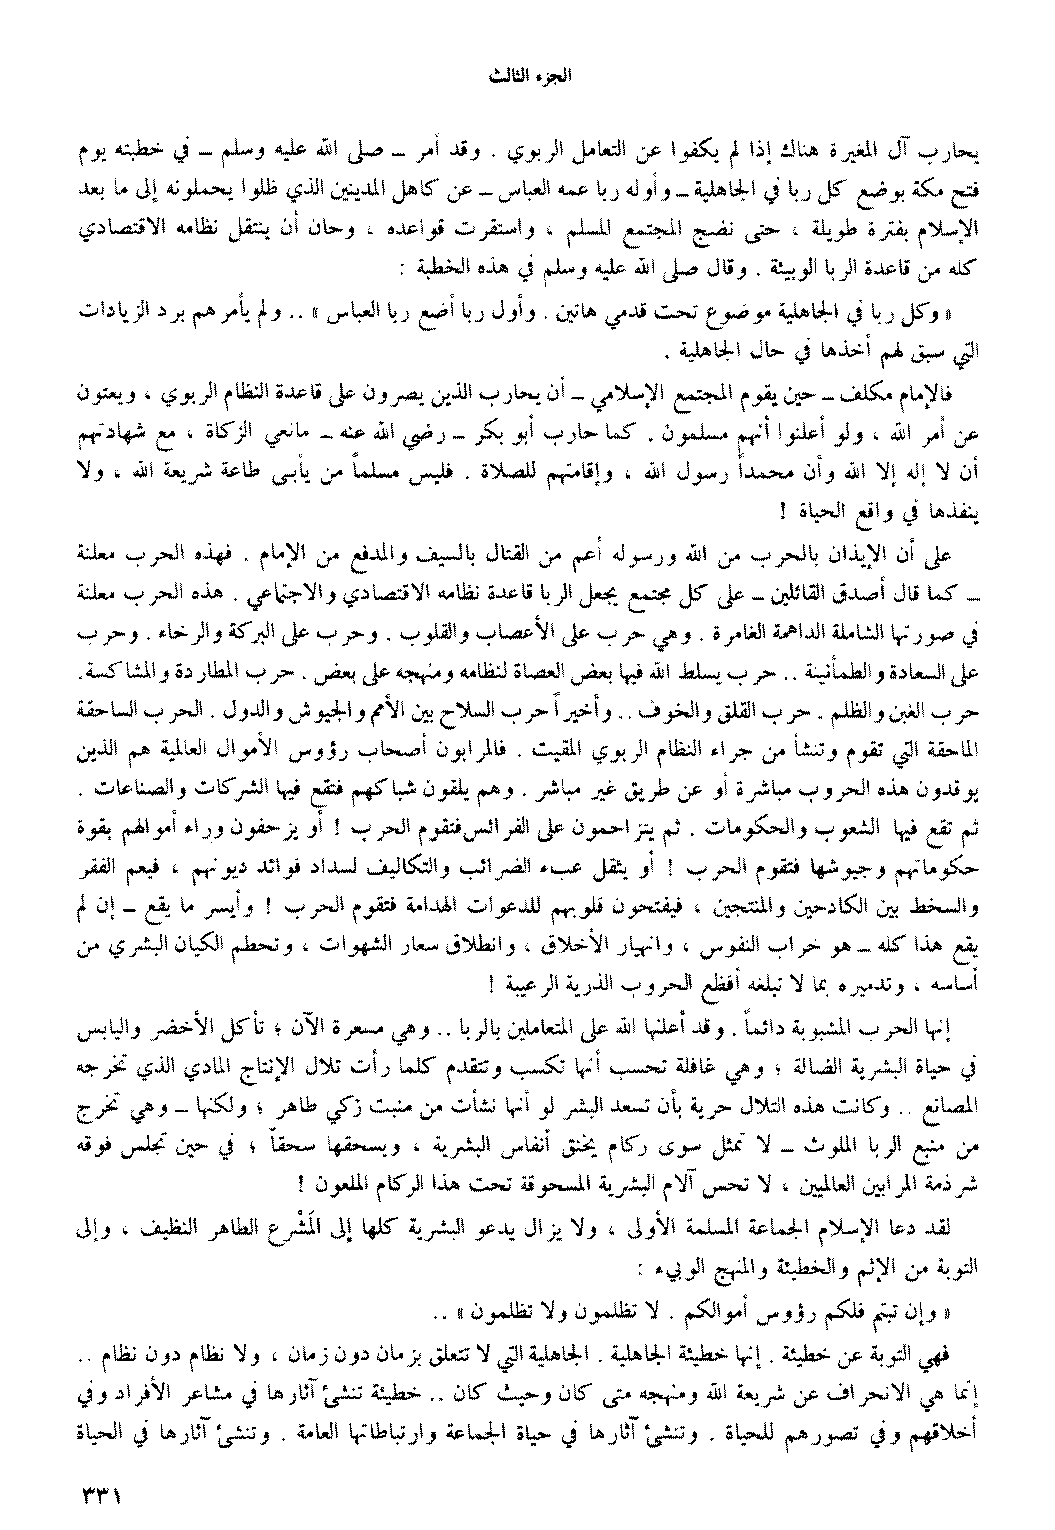 الجزء الثالث
يحارب آل المغيرة هناك إذا لم يكفوا عن التعامل الربوي . وقد أمر ــ صلى الله عليه وسلم ــ في خطبته يوم
فتح مكة بوضع كل ربا في الجاهلية ــ وأوله ربا عمه العباس ــ عن كاهل المدينين الذي ظلوا يحملونه إلى ما بعد
الإسلام بفترة طويلة ، حتى نضج المجتمع المسلم ، واستقرت قواعده ، وحان أن ينتقل نظامه الاقتصادي
كله من قاعدة الربا الوبيئة . وقال صلى الله عليه وسلم في هذه الخطبة :
« وكل ربا في الجاهلية موضوع تحت قدمي هاتين . وأول ربا أضع ربا العباس » .. ولم يأمرهم برد الزيادات
التي سبق لهم أخذها في حال الجاهلية .
فالإمام مكلف ــ حين يقوم المجتمع الإسلامي ــ أن يحارب الذين يصرون على قاعدة النظام الربوي ، ويعتون
عن أمر الله ، ولو أعلنوا أنهم مسلمون . كما حارب أبو بكر ــ رضي الله عنه ــ مانعي الزكاة ، مع شهادتهم
أن لا إله إلا الله وأن محمداً رسول الله ، وإقامتهم للصلاة . فليس مسلماً من يأبى طاعة شريعة الله ، ولا
ينفذها في واقع الحياة !
على أن الإيذان بالحرب من الله ورسوله أعم من القتال بالسيف والمدفع من الإمام . فهذه الحرب معلنة
ــ كما قال أصدق القائلين ــ على كل مجتمع يجعل الربا قاعدة نظامه الاقتصادي والاجتماعي . هذه الحرب معلنة
في صورتها الشاملة الداهمة الغامرة . وهي حرب على الأعصاب والقلوب . وحرب على البركة والرخاء . وحرب
على السعادة والطمأنينة .. حرب يسلط الله فيها بعض العصاة لنظامه ومنهجه على بعض . حرب المطاردة والمشاكسة .
حرب الغبن والظلم . حرب القلق والخوف .. وأخيراً حرب السلاح بين الأمم والجيوش والدول . الحرب الساحقة
الماحقة التي تقوم وتنشأ من جراء النظام الربوي المقيت . فالمرابون أصحاب رؤوس الأموال العالمية هم الذين
يوقدون هذه الحروب مباشرة أو عن طريق غير مباشر . وهم يلقون شباكهم فتقع فيها الشركات والصناعات .
ثم تقع فيها الشعوب والحكومات . ثم يتزاحمون على الفرائس فتقوم الحرب ! أو يزحفون وراء أموالهم بقوة
حكوماتهم وجيوشها فتقوم الحرب ! أو يثقل عبء الضرائب والتكاليف لسداد فوائد ديونهم ، فيعم الفقر
والسخط بين الكادحين والمنتجين ، فيفتحون قلوبهم للدعوات الهدامة فتقوم الحرب ! وأيسر ما يقع ــ إن لم
يقع هذا كله ــ هو خراب النفوس ، وانهيار الأخلاق ، وانطلاق سعار الشهوات ، وتحطم الكيان البشري من
أساسه ، وتدميره بما لا تبلغه أفظع الحروب الذرية الرعيبة !
إنها الحرب المشبوبة دائماً . وقد أعلنها الله على المتعاملين بالربا .. وهي مسعرة الآن ؛ تأكل الأخضر واليابس
في حياة البشرية الضالة ؛ وهي غافلة تحسب أنها تكسب وتتقدم كلما رأت تلال الإنتاج المادي الذي تخرجه
المصانع .. وكانت هذه التلال حرية بأن تسعد البشر لو أنها نشأت من منبت زكي طاهر ؛ ولكنها ــ وهي تخرج
من منبع الربا الملوث ــ لا تمثل سوى ركام يخنق أنفاس البشرية ، ويسحقها سحقاً ؛ في حين تجلس فوقه
شرذمة المرابين العالميين ، لا تحس آلام البشرية المسحوقة تحت هذا الركام الملعون !
لقد دعا الإسلام الجماعة المسلمة الأولى ، ولا يزال يدعو البشرية كلها إلى المَشْرع الطاهر النظيف ، وإلى
التوبة من الإثم والخطيئة والمنهج الوبيء :
« وإن تبتم فلكم رؤوس أموالكم . لا تظلمون ولا تظلمون » ..
فهي التوبة عن خطيئة . إنها خطيئة الجاهلية . الجاهلية التي لا تتعلق بزمان دون زمان ، ولا نظام دون نظام ..
إنما هي الانحراف عن شريعة الله ومنهجه متى كان وحيث كان .. خطيئة تنشئ آثارها في مشاعر الأفراد وفي
أخلاقهم وفي تصورهم للحياة . وتنشئ آثارها في حياة الجماعة وارتباطاتها العامة . وتنشئ آثارها في الحياة
٣٣١